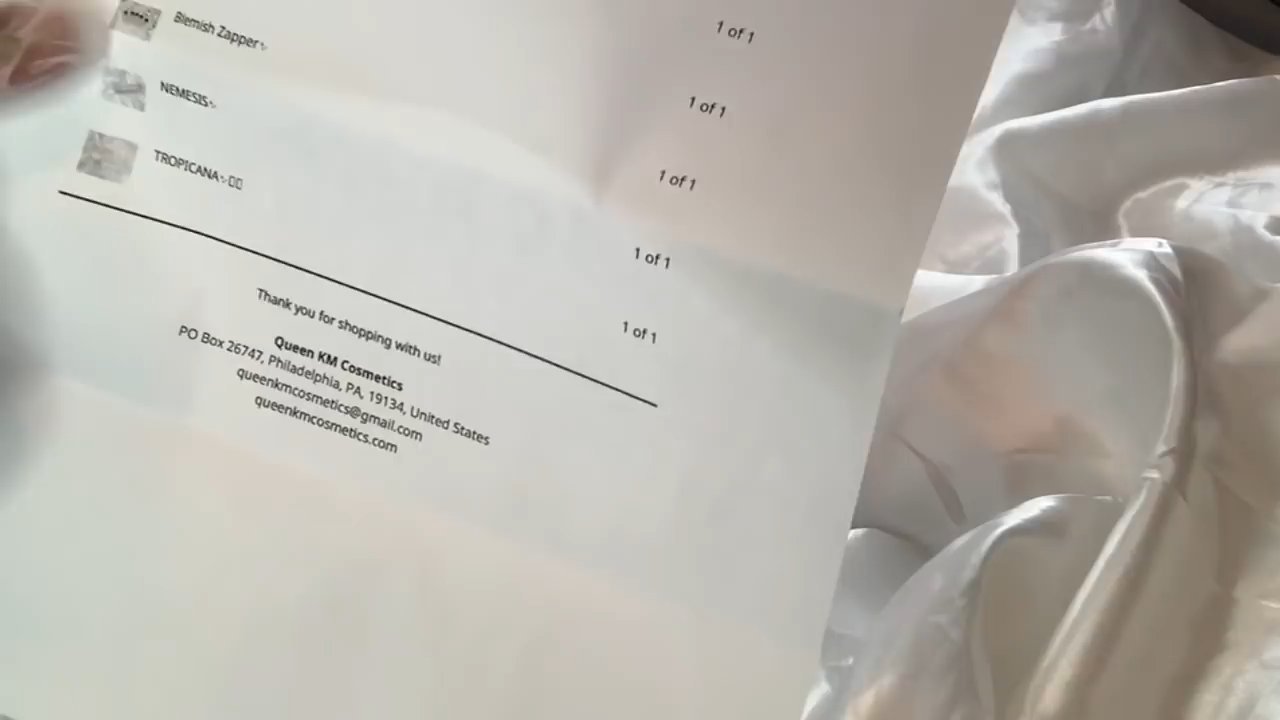 Blemish Zapper✨ 1 of 1
NEMESIS✨ 1 of 1
TROPICANA✨▯▯ 1 of 1
1 of 1
1 of 1
Thank you for shopping with us!
Queen KM Cosmetics
PO Box 26747, Philadelphia, PA, 19134, United States
queenkmcosmetics@gmail.com
queenkmcosmetics.com